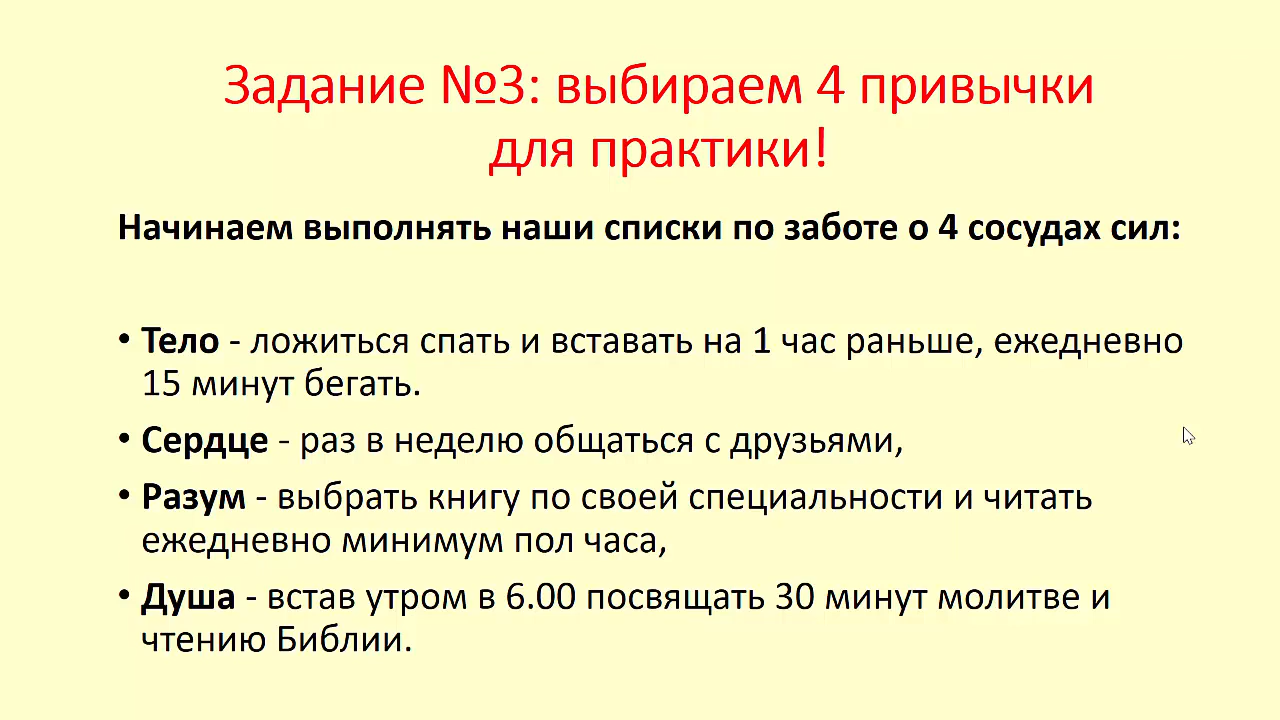 Задание №3: выбираем 4 привычки
для практики!
Начинаем выполнять наши списки по заботе о 4 сосудах сил:
• Тело - ложиться спать и вставать на 1 час раньше, ежедневно
15 минут бегать.
• Сердце - раз в неделю общаться с друзьями,
• Разум - выбрать книгу по своей специальности и читать
ежедневно минимум пол часа,
• Душа - встав утром в 6.00 посвящать 30 минут молитве и
чтению Библии.